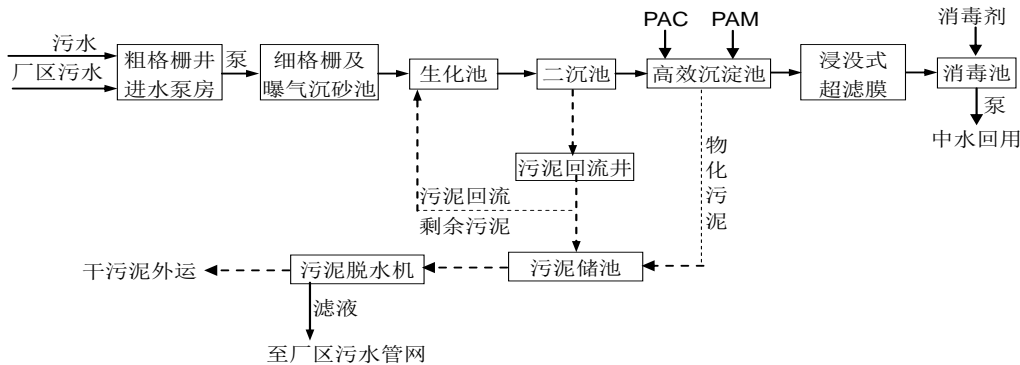 PAC
PAM
消毒剂
污水
厂区污水
粗格栅井
进水泵房
泵
细格栅及
曝气沉砂池
生化池
二沉池
高效沉淀池
浸没式
超滤膜
消毒池
泵
中水回用
物化污泥
污泥回流井
污泥回流
剩余污泥
干污泥外运
污泥脱水机
污泥储池
滤液
至厂区污水管网